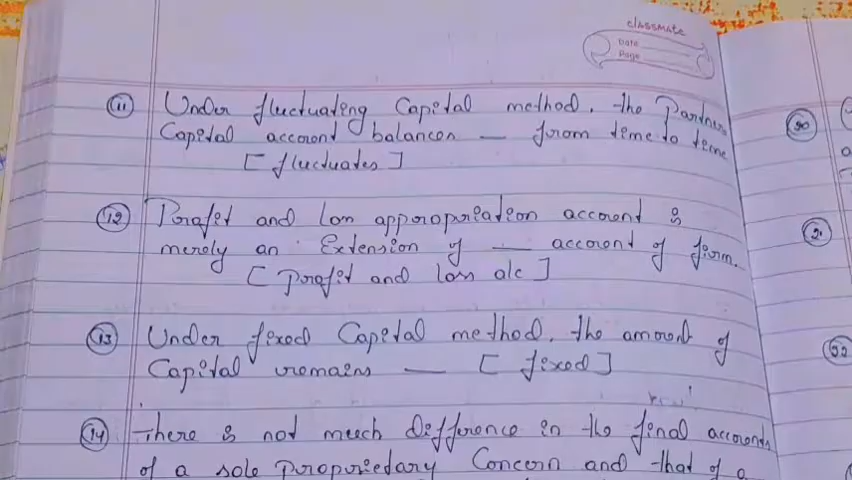 classmate
Date
Page
11 Under fluctuating Capital method, the Partners
Capital account balances — from time to time
[ fluctuates ]
12 Profit and loss appropriation account is
merely an Extension of — account of firm.
[ Profit and loss a/c ]
13 Under fixed Capital method, the amount of
Capital remains — [ fixed ]
14 There is not much difference in the final accounts
of a sole Proprietary Concern and that of a
20
21
22